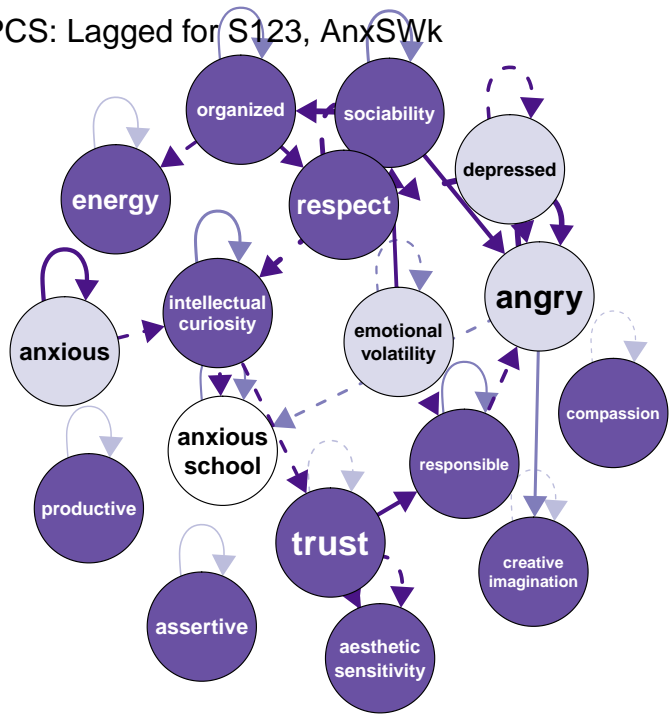 PCS: Lagged for S123, AnxSWk
organized
sociability
depressed
energy
respect
angry
intellectual
curiosity
emotional
volatility
anxious
compassion
anxious
school
responsible
productive
trust
creative
imagination
assertive
aesthetic
sensitivity